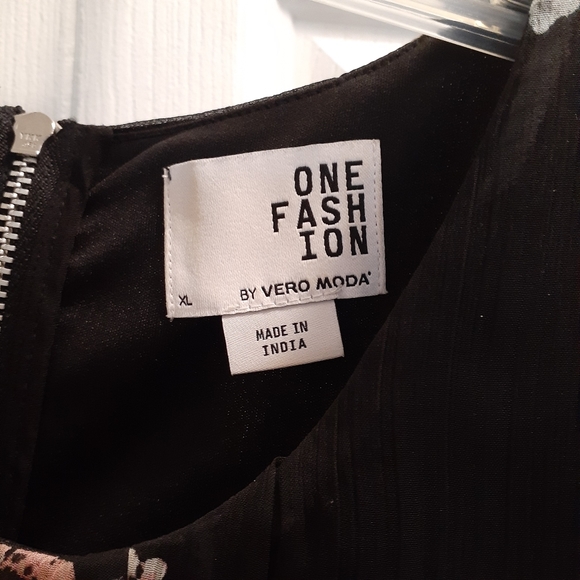 ONE
FASH
ION
XL
BY VERO MODA
MADE IN
INDIA